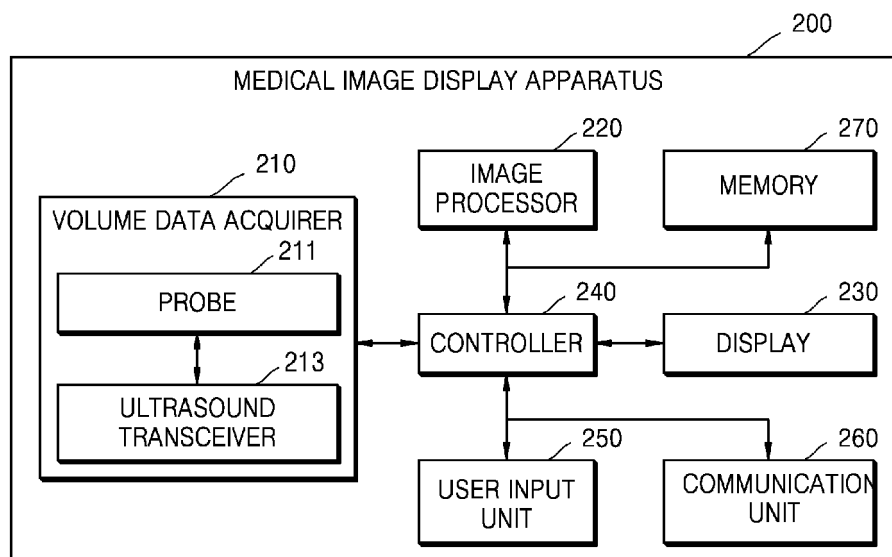 200
MEDICAL IMAGE DISPLAY APPARATUS
220
270
210
IMAGE
PROCESSOR
MEMORY
VOLUME DATA ACQUIRER
211
PROBE
240
230
CONTROLLER
DISPLAY
213
ULTRASOUND
TRANSCEIVER
250
260
USER INPUT
UNIT
COMMUNICATION
UNIT